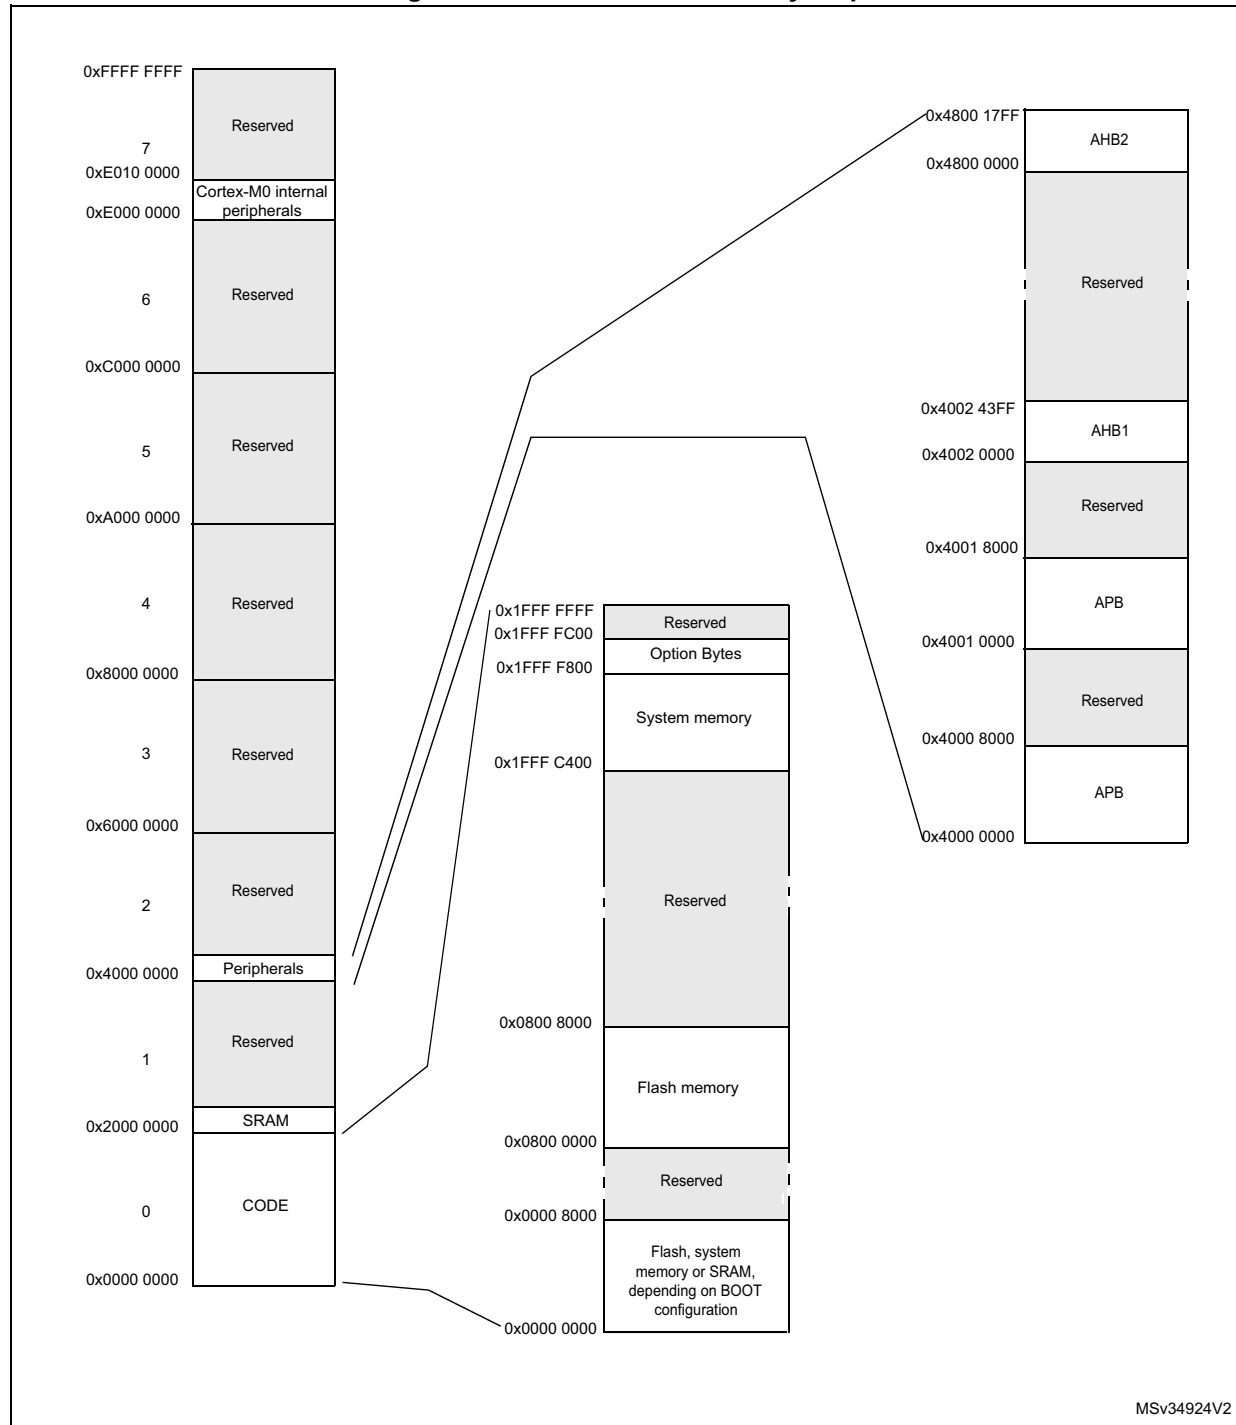 0xFFFF FFFF
Reserved
7
0xE010 0000
Cortex-M0 internal
peripherals
0xE000 0000
Reserved
6
0xC000 0000
Reserved
5
0xA000 0000
Reserved
4
0x8000 0000
Reserved
3
0x6000 0000
Reserved
2
0x4000 0000
Peripherals
Reserved
1
SRAM
0x2000 0000
CODE
0
0x0000 0000
0x1FFF FFFF
Reserved
0x1FFF FC00
Option Bytes
0x1FFF F800
System memory
0x1FFF C400
Reserved
0x0800 8000
Flash memory
0x0800 0000
Reserved
0x0000 8000
Flash, system
memory or SRAM,
depending on BOOT
configuration
0x0000 0000
0x4800 17FF
AHB2
0x4800 0000
Reserved
0x4002 43FF
AHB1
0x4002 0000
Reserved
0x4001 8000
APB
0x4001 0000
Reserved
0x4000 8000
APB
0x4000 0000
MSv34924V2